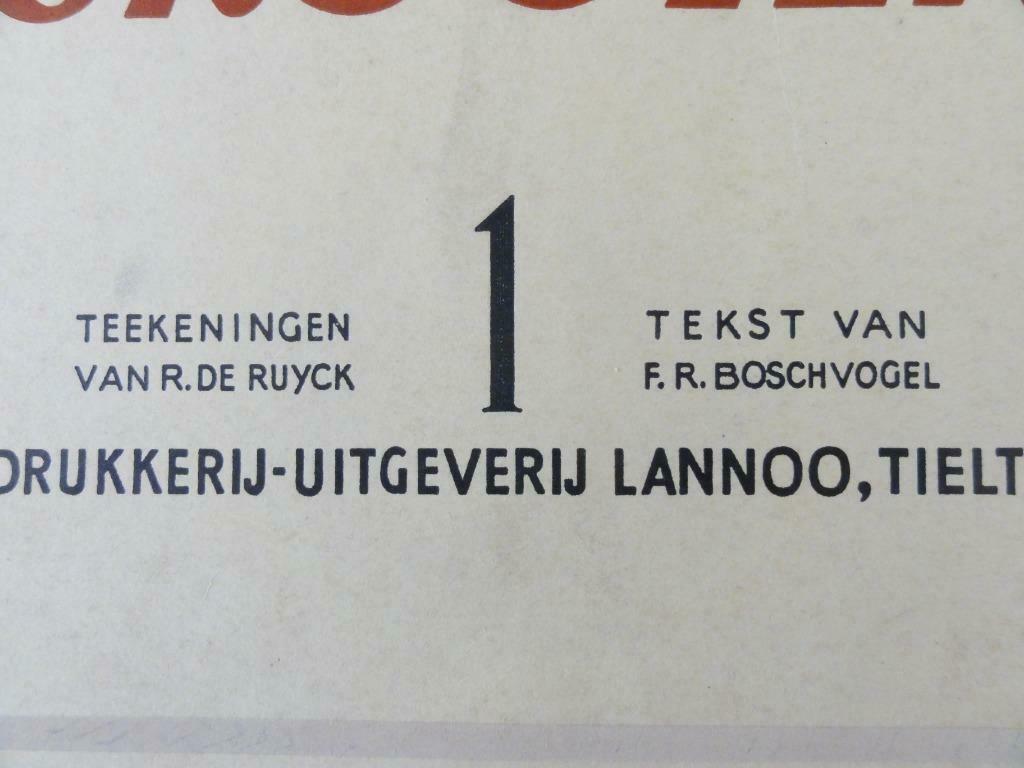 1
TEEKENINGEN
VAN R. DE RUYCK
TEKST VAN
F. R. BOSCHVOGEL
DRUKKERIJ-UITGEVERIJ LANNOO, TIELT